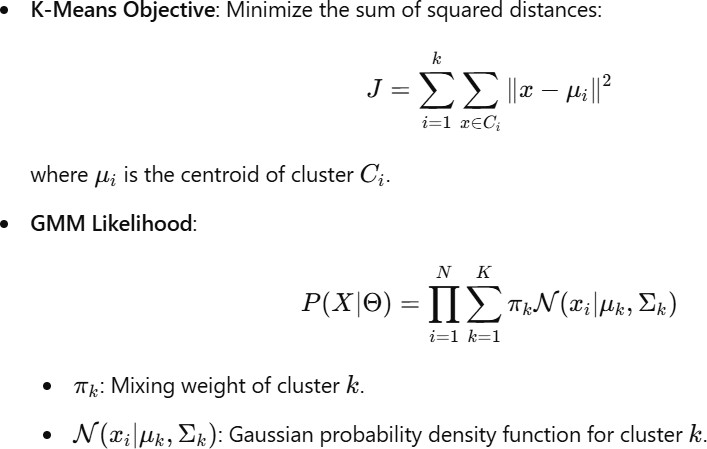 • K-Means Objective: Minimize the sum of squared distances:
J = \sum_{i=1}^{k} \sum_{x \in C_i} \|x - \mu_i\|^2
where μ_i is the centroid of cluster C_i.
• GMM Likelihood:
P(X|\Theta) = \prod_{i=1}^{N} \sum_{k=1}^{K} \pi_k \mathcal{N}(x_i|\mu_k, \Sigma_k)
• π_k: Mixing weight of cluster k.
• \mathcal{N}(x_i|\mu_k, \Sigma_k): Gaussian probability density function for cluster k.